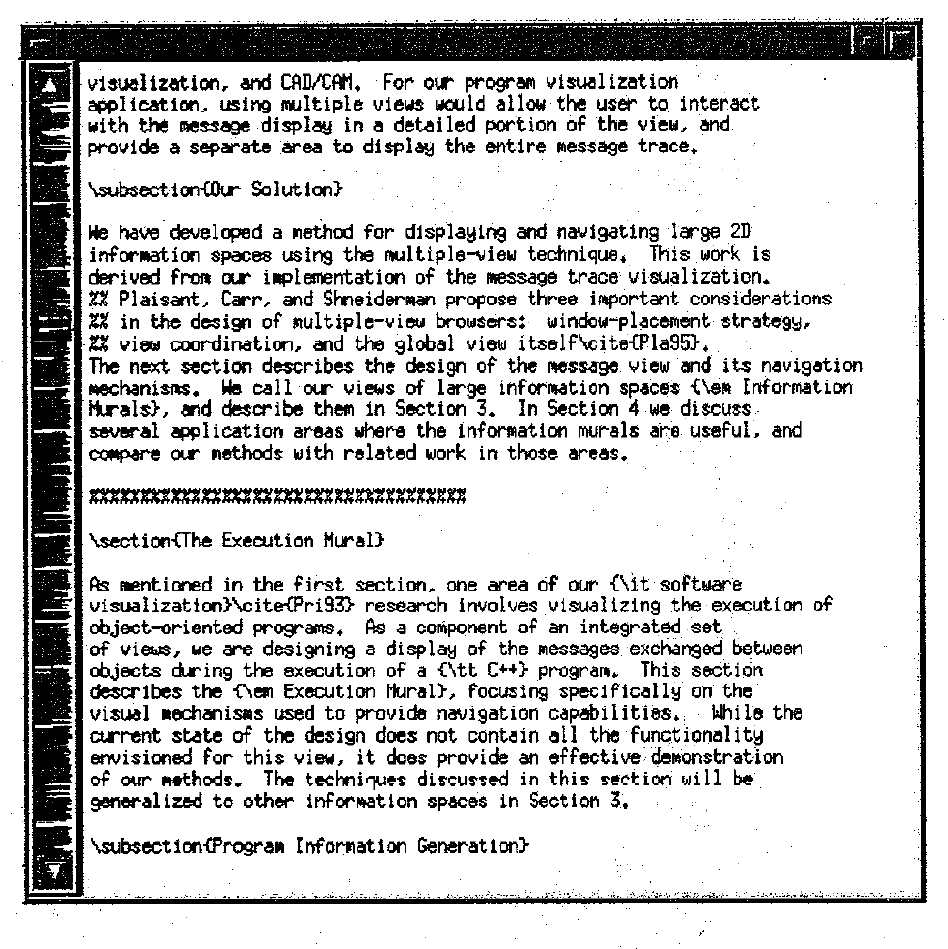 visualization, and CAD/CAM.  For our program visualization
application, using multiple views would allow the user to interact
with the message display in a detailed portion of the view, and
provide a separate area to display the entire message trace.
\subsection{Our Solution}
We have developed a method for displaying and navigating large 2D
information spaces using the multiple-view technique.  This work is
derived from our implementation of the message trace visualization.
%% Plaisant, Carr, and Shneiderman propose three important considerations
%% in the design of multiple-view browsers:  window-placement strategy,
%% view coordination, and the global view itself\cite{Pla95}.
The next section describes the design of the message view and its navigation
mechanisms.  We call our views of large information spaces {\em Information
Murals}, and describe them in Section 3.  In Section 4 we discuss
several application areas where the information murals are useful, and
compare our methods with related work in those areas.
%%%%%%%%%%%%%%%%%%%%%%%%%%%%%%%%%%%%%
\section{The Execution Mural}
As mentioned in the first section, one area of our {\it software
visualization}\cite{Pri93} research involves visualizing the execution of
object-oriented programs.  As a component of an integrated set
of views, we are designing a display of the messages exchanged between
objects during the execution of a {\tt C++} program.  This section
describes the {\em Execution Mural}, focusing specifically on the
visual mechanisms used to provide navigation capabilities.  While the
current state of the design does not contain all the functionality
envisioned for this view, it does provide an effective demonstration
of our methods.  The techniques discussed in this section will be
generalized to other information spaces in Section 3.
\subsection{Program Information Generation}